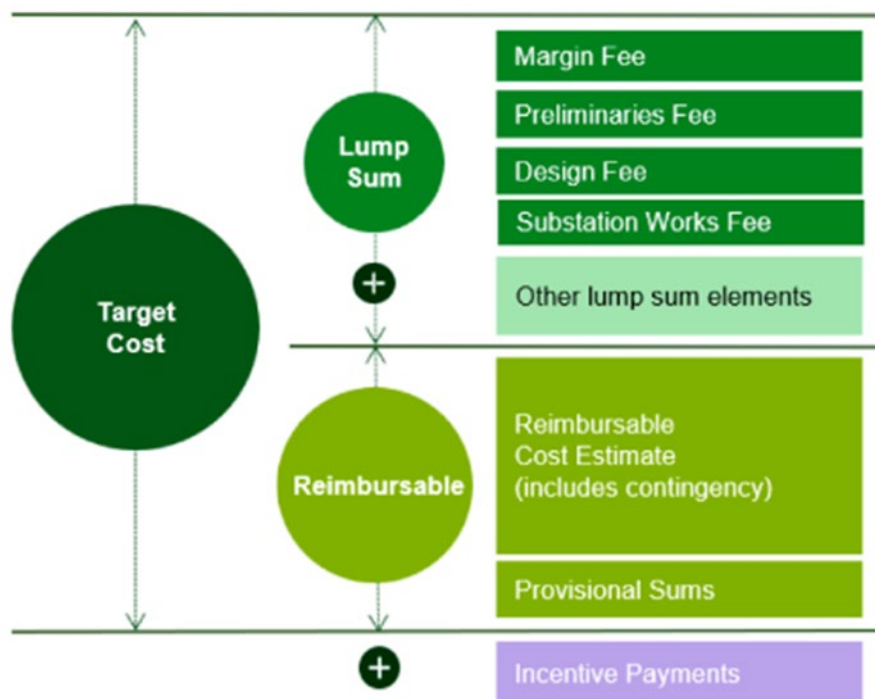 Margin Fee
Preliminaries Fee
Lump
Sum
Design Fee
Substation Works Fee
+
Other lump sum elements
Target
Cost
Reimbursable
Reimbursable
Cost Estimate
(includes contingency)
Provisional Sums
+
Incentive Payments